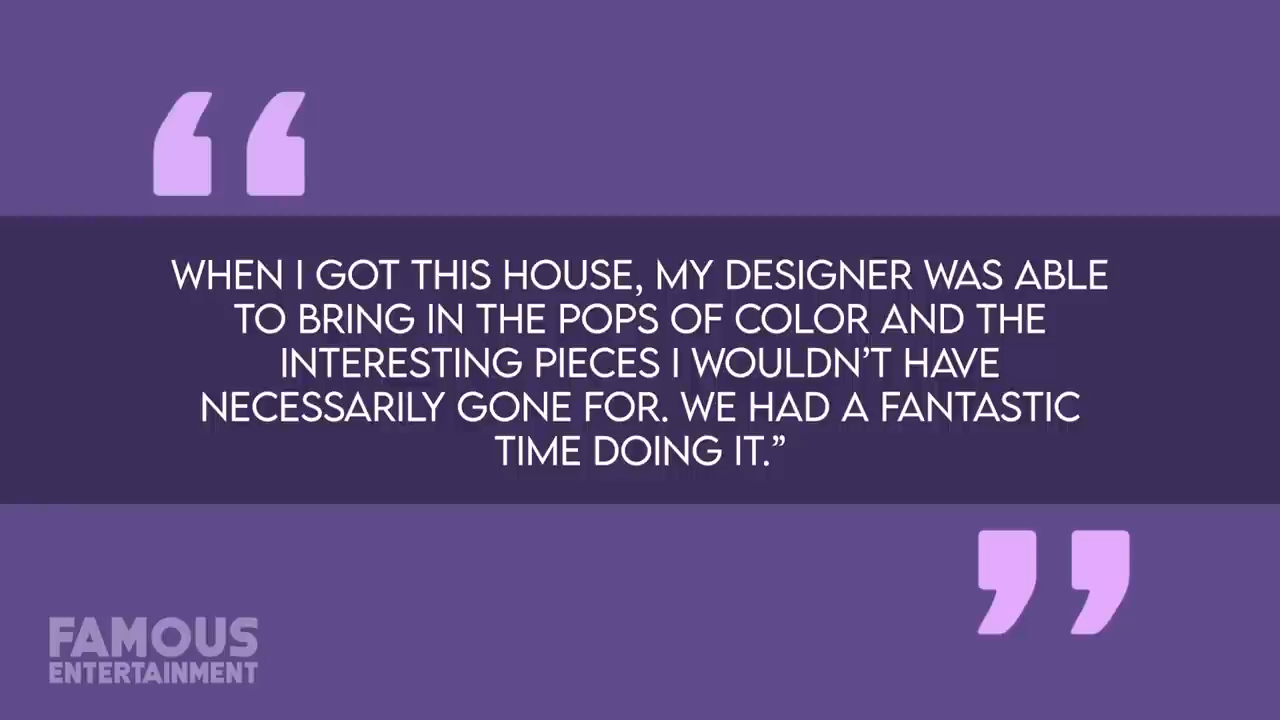 WHEN I GOT THIS HOUSE, MY DESIGNER WAS ABLE
TO BRING IN THE POPS OF COLOR AND THE
INTERESTING PIECES I WOULDN’T HAVE
NECESSARILY GONE FOR. WE HAD A FANTASTIC
TIME DOING IT.”
FAMOUS
ENTERTAINMENT